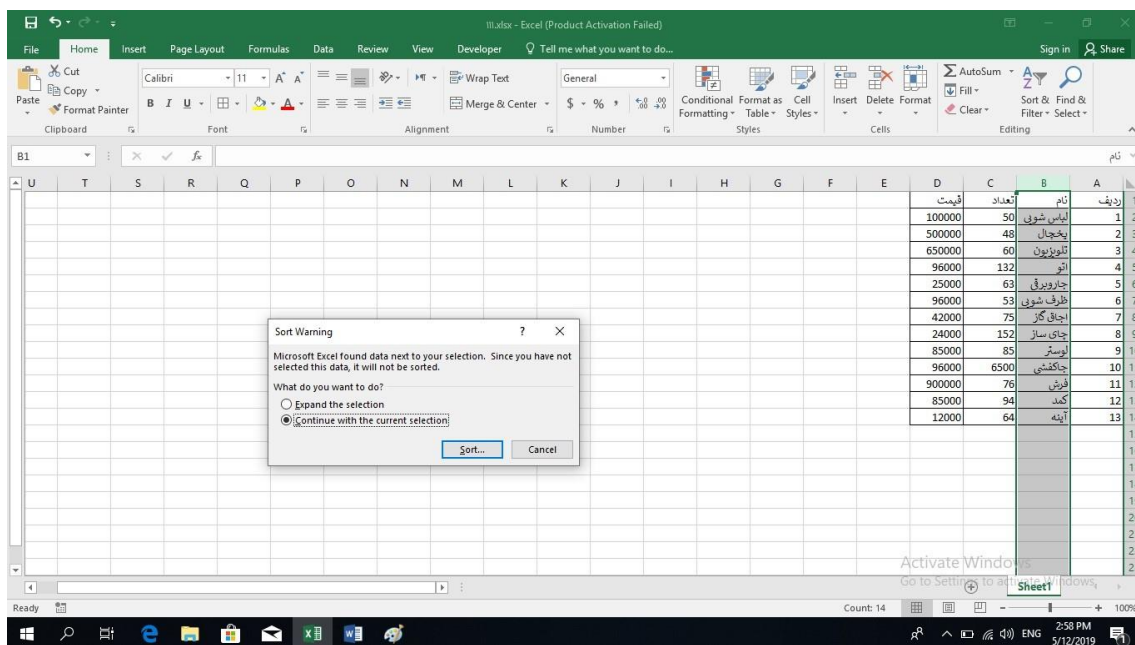 III.xlsx - Excel (Product Activation Failed)
File Home Insert Page Layout Formulas Data Review View Developer Tell me what you want to do... Sign in Share
Cut
Copy
Format Painter
Paste
Calibri 11
B I U
Wrap Text
Merge & Center
General
$ % ,
Conditional Formatting
Format as Table
Cell Styles
Insert Delete Format
AutoSum
Fill
Clear
Sort & Filter
Find & Select
Clipboard Font Alignment Number Styles Cells Editing
B1 fx نام
U T S R Q P O N M L K J I H G F E D C B A
ردیف نام تعداد قیمت
1 لباس شویی 50 100000
2 یخچال 48 500000
3 تلویزیون 60 650000
4 اتو 132 96000
5 جاروبرقی 63 25000
6 ظرف شویی 53 96000
7 اجاق گاز 75 42000
8 چای ساز 152 24000
9 لوستر 85 85000
10 جاکفشی 6500 96000
11 فرش 76 900000
12 کمد 94 85000
13 آینه 64 12000
Sort Warning ? ×
Microsoft Excel found data next to your selection. Since you have not
selected this data, it will not be sorted.
What do you want to do?
Expand the selection
Continue with the current selection
Sort... Cancel
Activate Windows
Go to Settings to activate Windows.
Sheet1
Ready Count: 14 100%
ENG 2:58 PM
5/12/2019